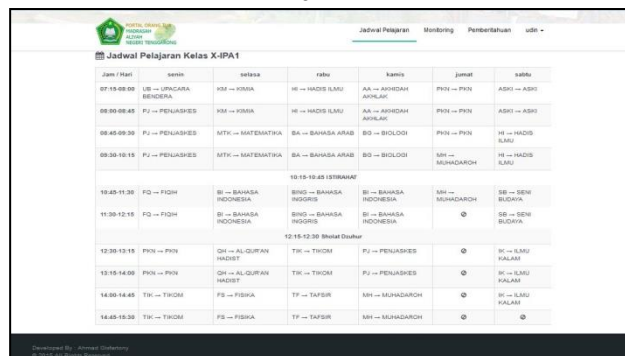 PORTAL ORANG TUA
MADRASAH
ALIYAH
NEGERI TENGGARONG
Jadwal Pelajaran Monitoring Pemberitahuan udin
Jadwal Pelajaran Kelas X-IPA1
Jam / Hari senin selasa rabu kamis jumat sabtu
07:15-08:00 UB → UPACARA BENDERA KM → KIMIA HI → HADIS ILMU AA → AKHIDAH AKHLAK PKN → PKN ASKI → ASKI
08:00-08:45 PJ → PENJASKES KM → KIMIA HI → HADIS ILMU AA → AKHIDAH AKHLAK PKN → PKN ASKI → ASKI
08:45-09:30 PJ → PENJASKES MTK → MATEMATIKA BA → BAHASA ARAB BG → BIOLOGI PKN → PKN HI → HADIS ILMU
09:30-10:15 PJ → PENJASKES MTK → MATEMATIKA BA → BAHASA ARAB BG → BIOLOGI MH → MUHADAROH HI → HADIS ILMU
10:15-10:45 ISTIRAHAT
10:45-11:30 FQ → FIQIH BI → BAHASA INDONESIA BING → BAHASA INGGRIS BI → BAHASA INDONESIA MH → MUHADAROH SB → SENI BUDAYA
11:30-12:15 FQ → FIQIH BI → BAHASA INDONESIA BING → BAHASA INGGRIS BI → BAHASA INDONESIA SB → SENI BUDAYA
12:15-12:30 Sholat Dzuhur
12:30-13:15 PKN → PKN QH → AL-QUR'AN HADIST TIK → TIKOM PJ → PENJASKES IK → ILMU KALAM
13:15-14:00 PKN → PKN QH → AL-QUR'AN HADIST TIK → TIKOM PJ → PENJASKES IK → ILMU KALAM
14:00-14:45 TIK → TIKOM FS → FISIKA TF → TAFSIR MH → MUHADAROH IK → ILMU KALAM
14:45-15:30 TIK → TIKOM FS → FISIKA TF → TAFSIR MH → MUHADAROH
Developed By : Ahmad